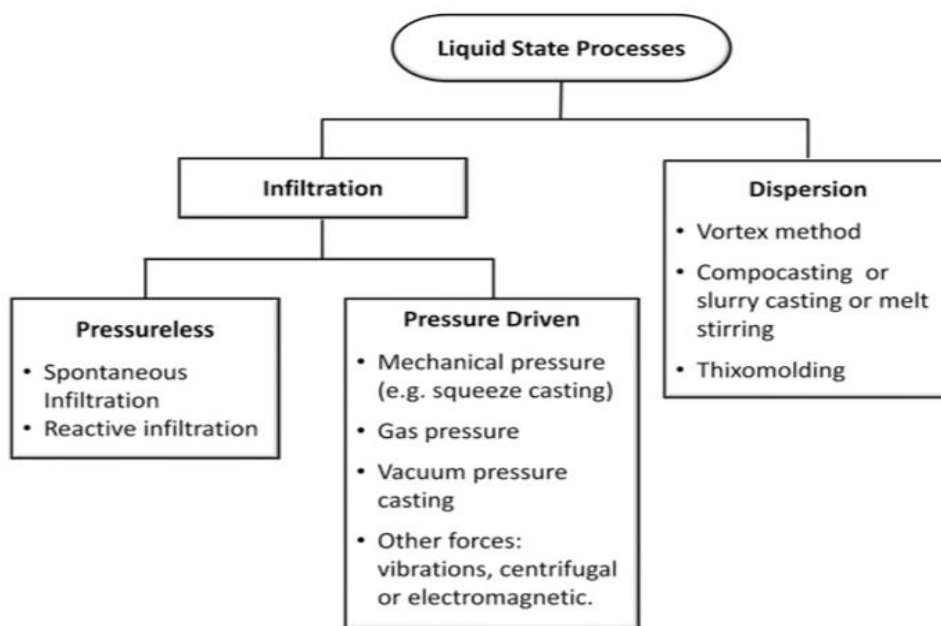 Liquid State Processes
Infiltration
Dispersion
• Vortex method
• Compocasting or
slurry casting or melt
stirring
• Thixomolding
Pressureless
• Spontaneous
Infiltration
• Reactive infiltration
Pressure Driven
• Mechanical pressure
(e.g. squeeze casting)
• Gas pressure
• Vacuum pressure
casting
• Other forces:
vibrations, centrifugal
or electromagnetic.